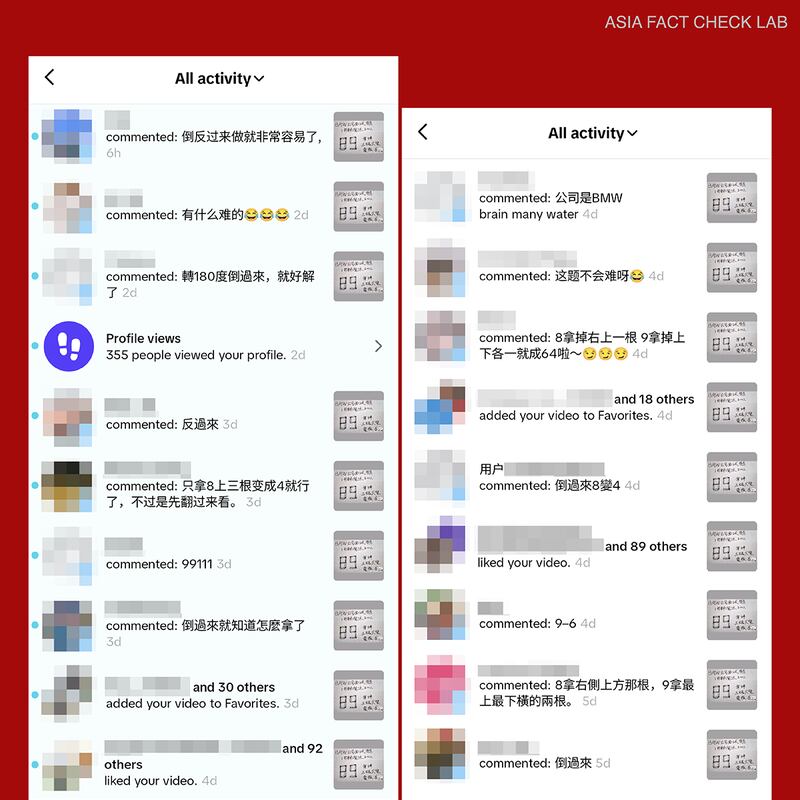 ASIA FACT CHECK LAB
All activity
commented: 倒反过来做就非常容易了,
6h
commented: 有什么难的😂😂😂 2d
commented: 轉180度倒過來，就好解
了 2d
Profile views
355 people viewed your profile. 2d
commented: 反過來 3d
commented: 只拿8上三根变成4就行
了，不过是先翻过来看。 3d
commented: 99111 3d
commented: 倒過來就知道怎麽拿了
3d
and 30 others
added your video to Favorites. 3d
and 92
others
liked your video. 4d
All activity
commented: 公司是BMW
brain many water 4d
commented: 这题不会难呀😂 4d
commented: 8拿掉右上一根 9拿掉上
下各一就成64啦～😏😏😏 4d
and 18 others
added your video to Favorites. 4d
用户
commented: 倒過來8變4 4d
and 89 others
liked your video. 4d
commented: 9–6 4d
commented: 8拿右側上方那根，9拿最
上最下橫的兩根。 5d
commented: 倒過來 5d